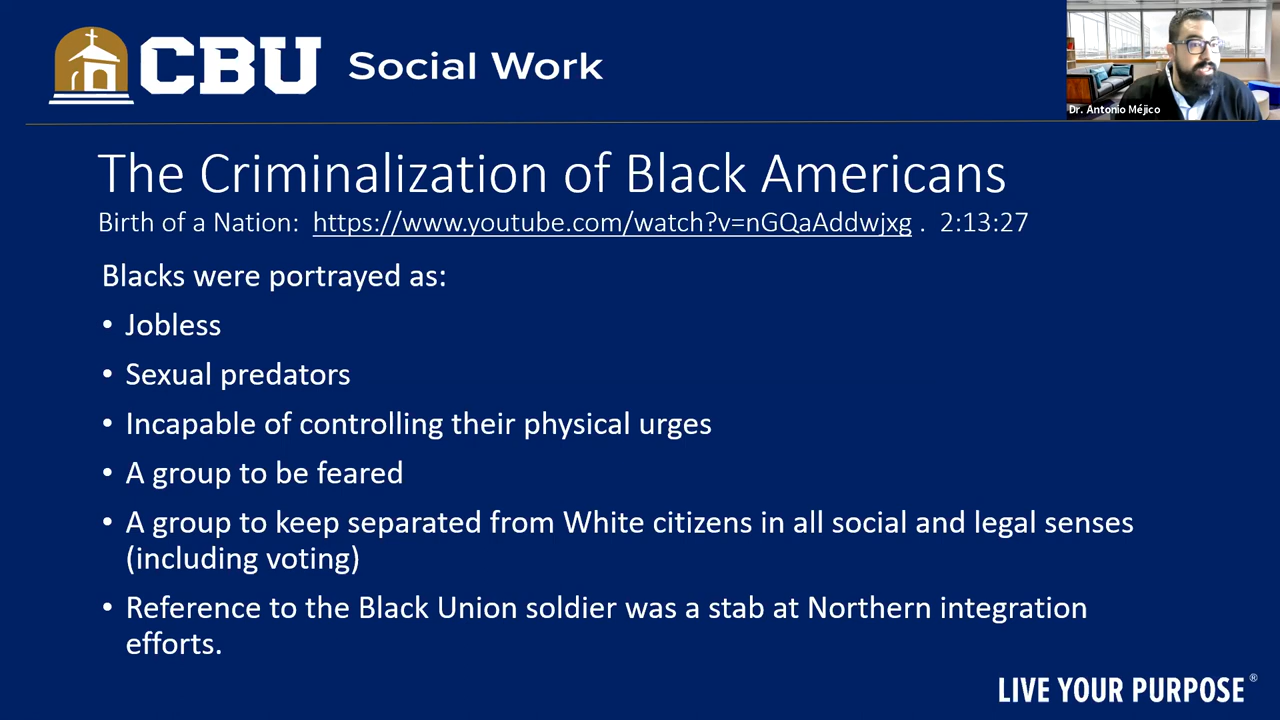 CBU Social Work
Dr. Antonio Méjico
The Criminalization of Black Americans
Birth of a Nation: https://www.youtube.com/watch?v=nGQaAddwjxg . 2:13:27
Blacks were portrayed as:
• Jobless
• Sexual predators
• Incapable of controlling their physical urges
• A group to be feared
• A group to keep separated from White citizens in all social and legal senses
(including voting)
• Reference to the Black Union soldier was a stab at Northern integration
efforts.
LIVE YOUR PURPOSE®